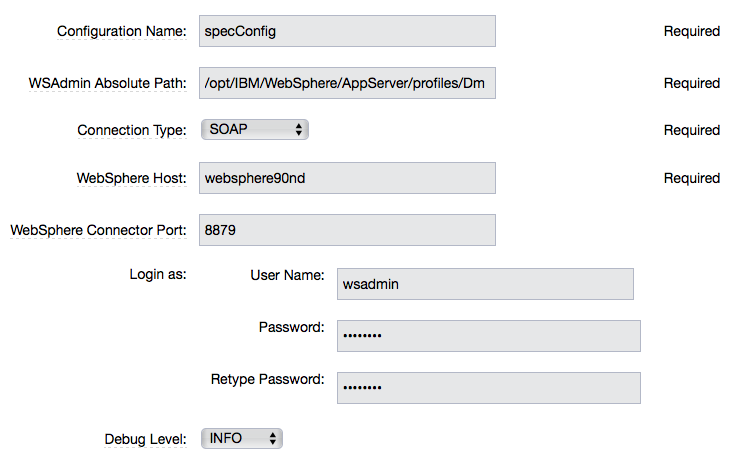 Configuration Name: specConfig Required
WSAdmin Absolute Path: /opt/IBM/WebSphere/AppServer/profiles/Dm Required
Connection Type: SOAP Required
WebSphere Host: websphere90nd Required
WebSphere Connector Port: 8879
Login as: User Name: wsadmin
Password: ••••••••
Retype Password: ••••••••
Debug Level: INFO